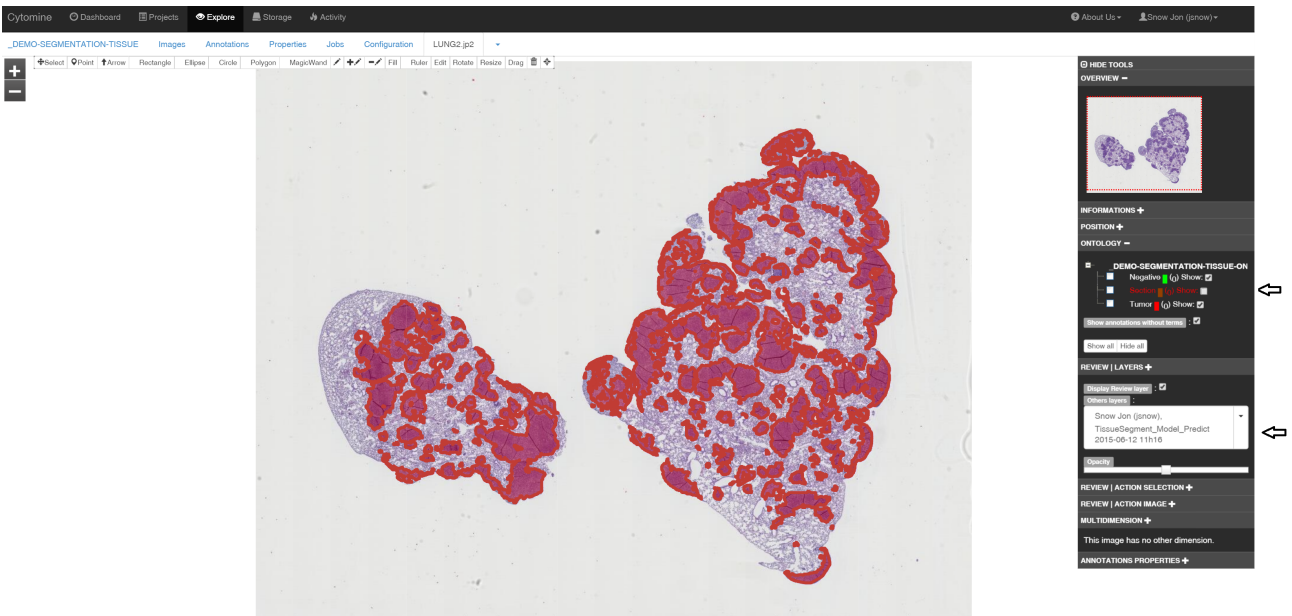 Cytomine Dashboard Projects Explore Storage Activity About Us Snow Jon (jsnow)
_DEMO-SEGMENTATION-TISSUE Images Annotations Properties Jobs Configuration LUNG2.jp2
Select Point Arrow Rectangle Ellipse Circle Polygon MagicWand Fill Ruler Edit Rotate Resize Drag
HIDE TOOLS
OVERVIEW
INFORMATIONS
POSITION
ONTOLOGY
_DEMO-SEGMENTATION-TISSUE-ON
Negative (0) Show:
Section (0) Show:
Tumor (0) Show:
Show annotations without terms :
Show all Hide all
REVIEW | LAYERS
Display Review layer :
Others layers :
Snow Jon (jsnow),
TissueSegment_Model_Predict
2015-06-12 11h16
Opacity
REVIEW | ACTION SELECTION
REVIEW | ACTION IMAGE
MULTIDIMENSION
This image has no other dimension.
ANNOTATIONS PROPERTIES